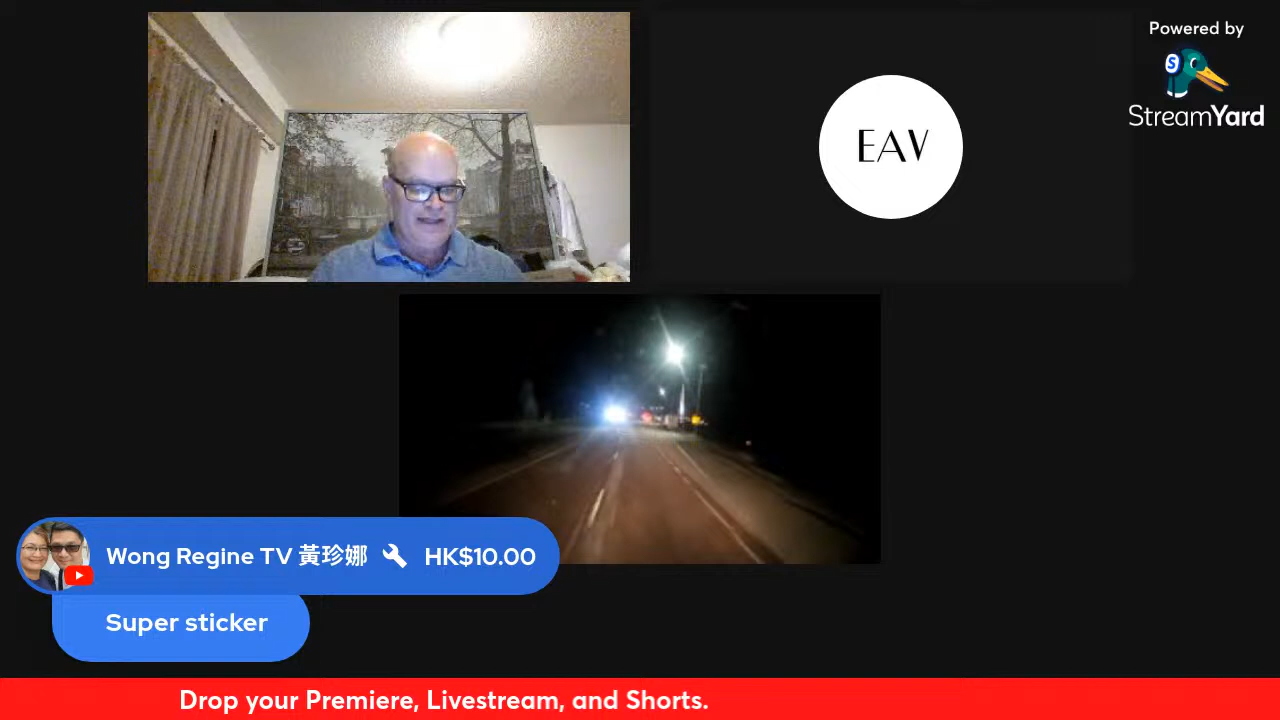 Powered by
S
StreamYard
EAV
Wong Regine TV 黃珍娜 HK$10.00
Super sticker
Drop your Premiere, Livestream, and Shorts.